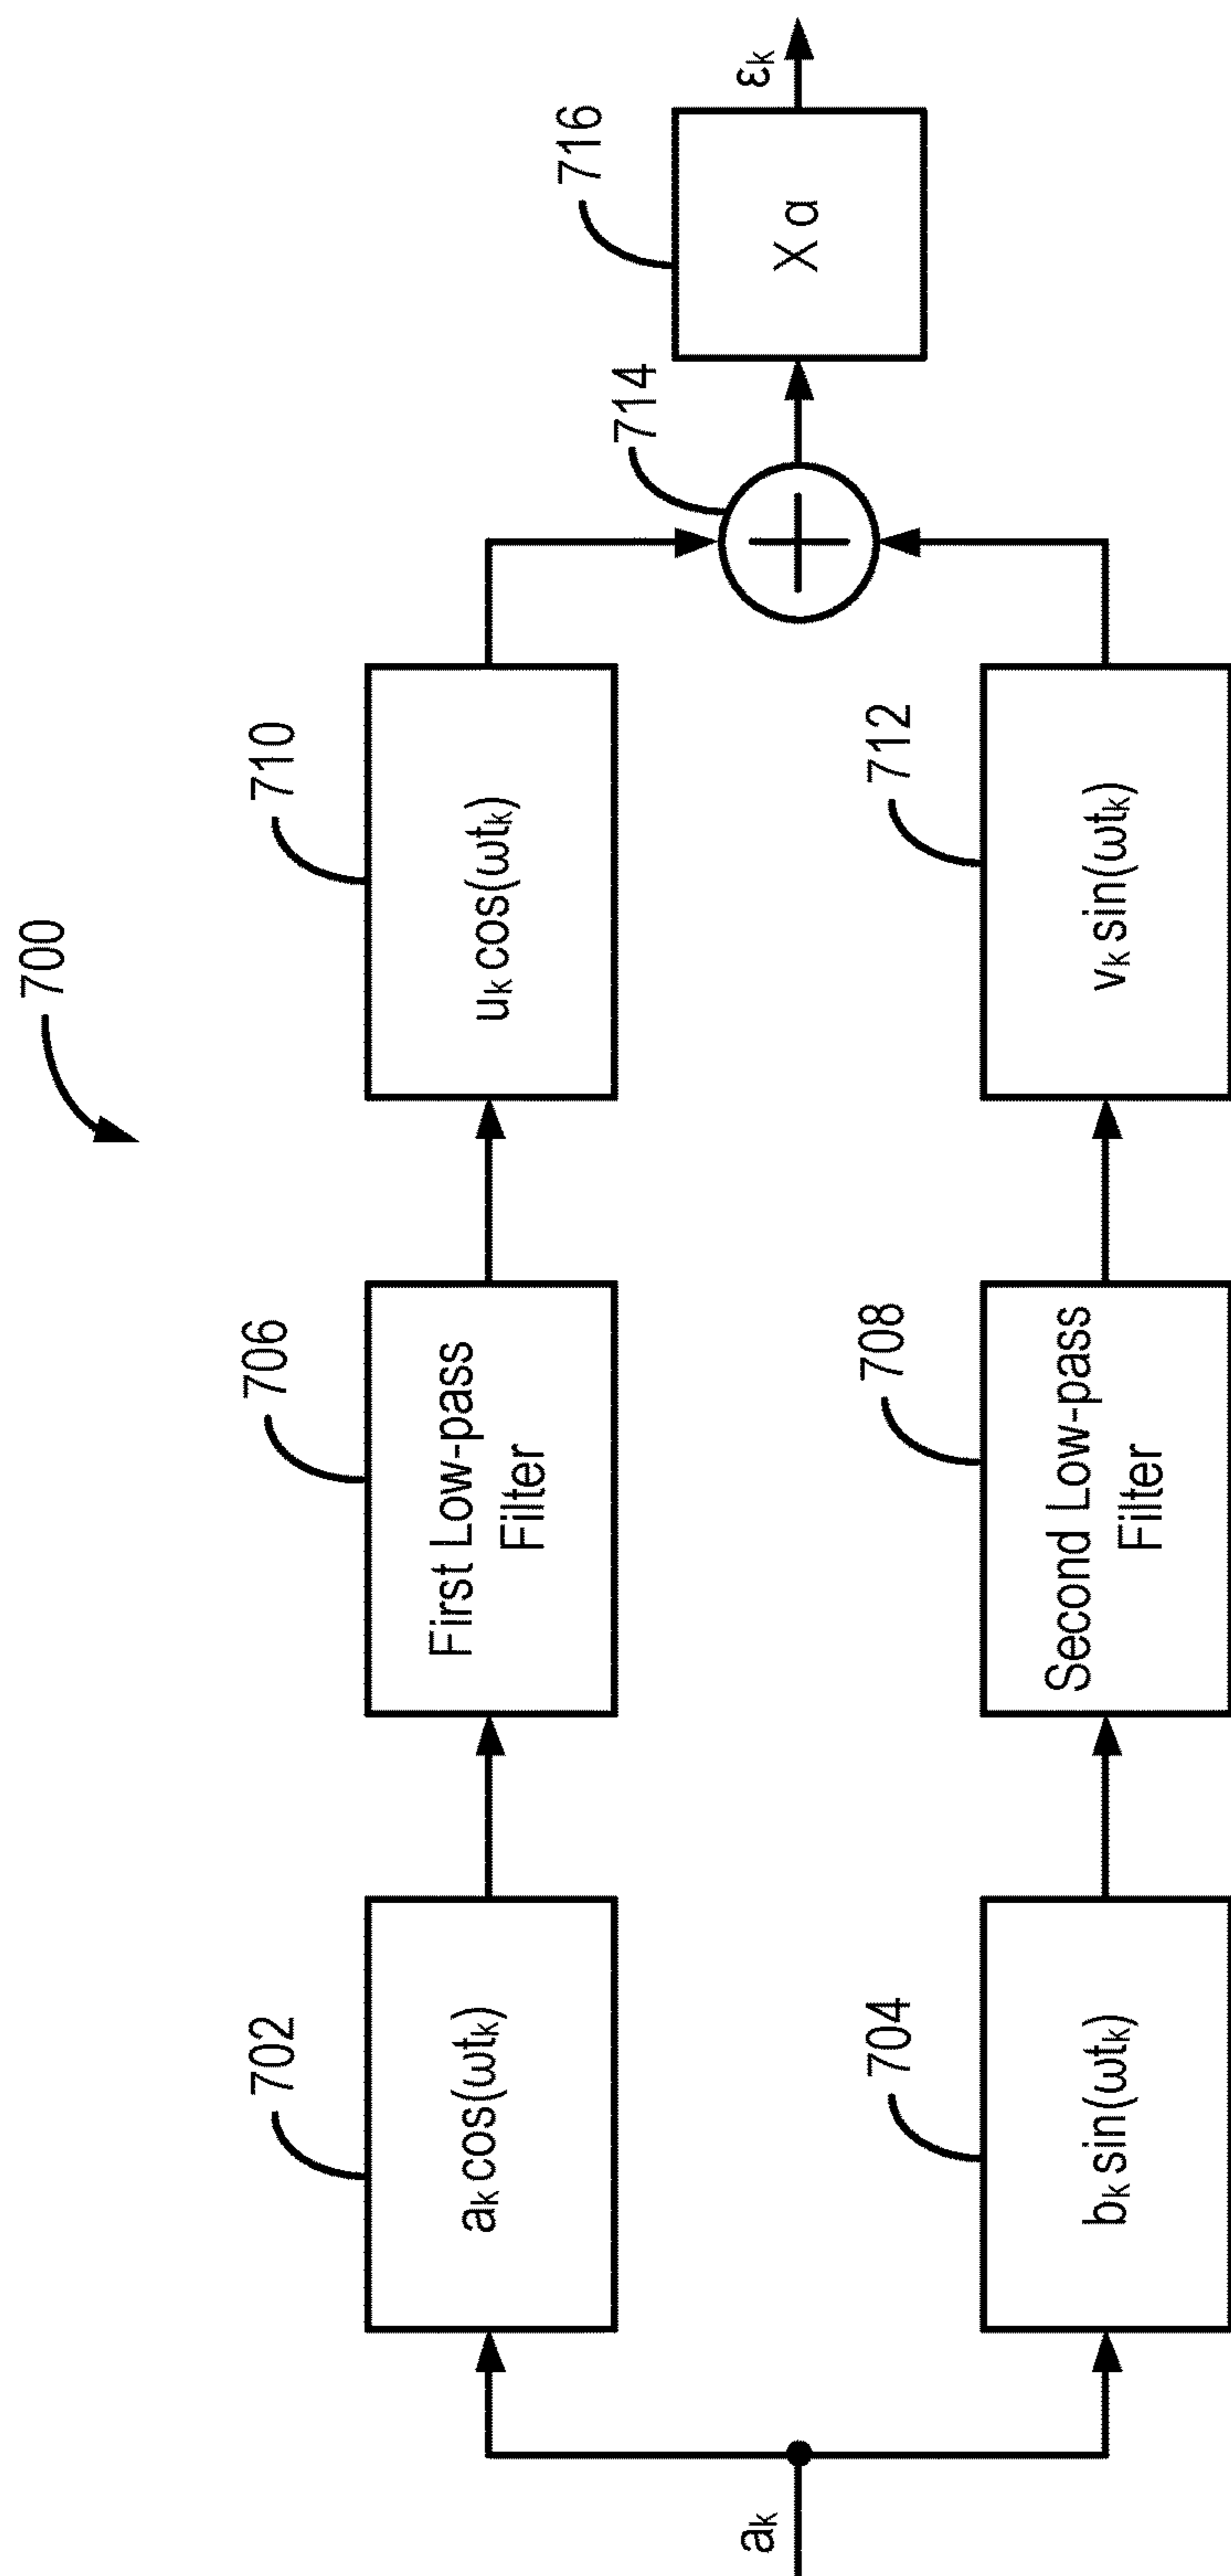 700
a_k
702
a_k cos(ωt_k)
706
First Low-pass
Filter
710
u_k cos(ωt_k)
704
b_k sin(ωt_k)
708
Second Low-pass
Filter
712
v_k sin(ωt_k)
714
716
X α
ε_k